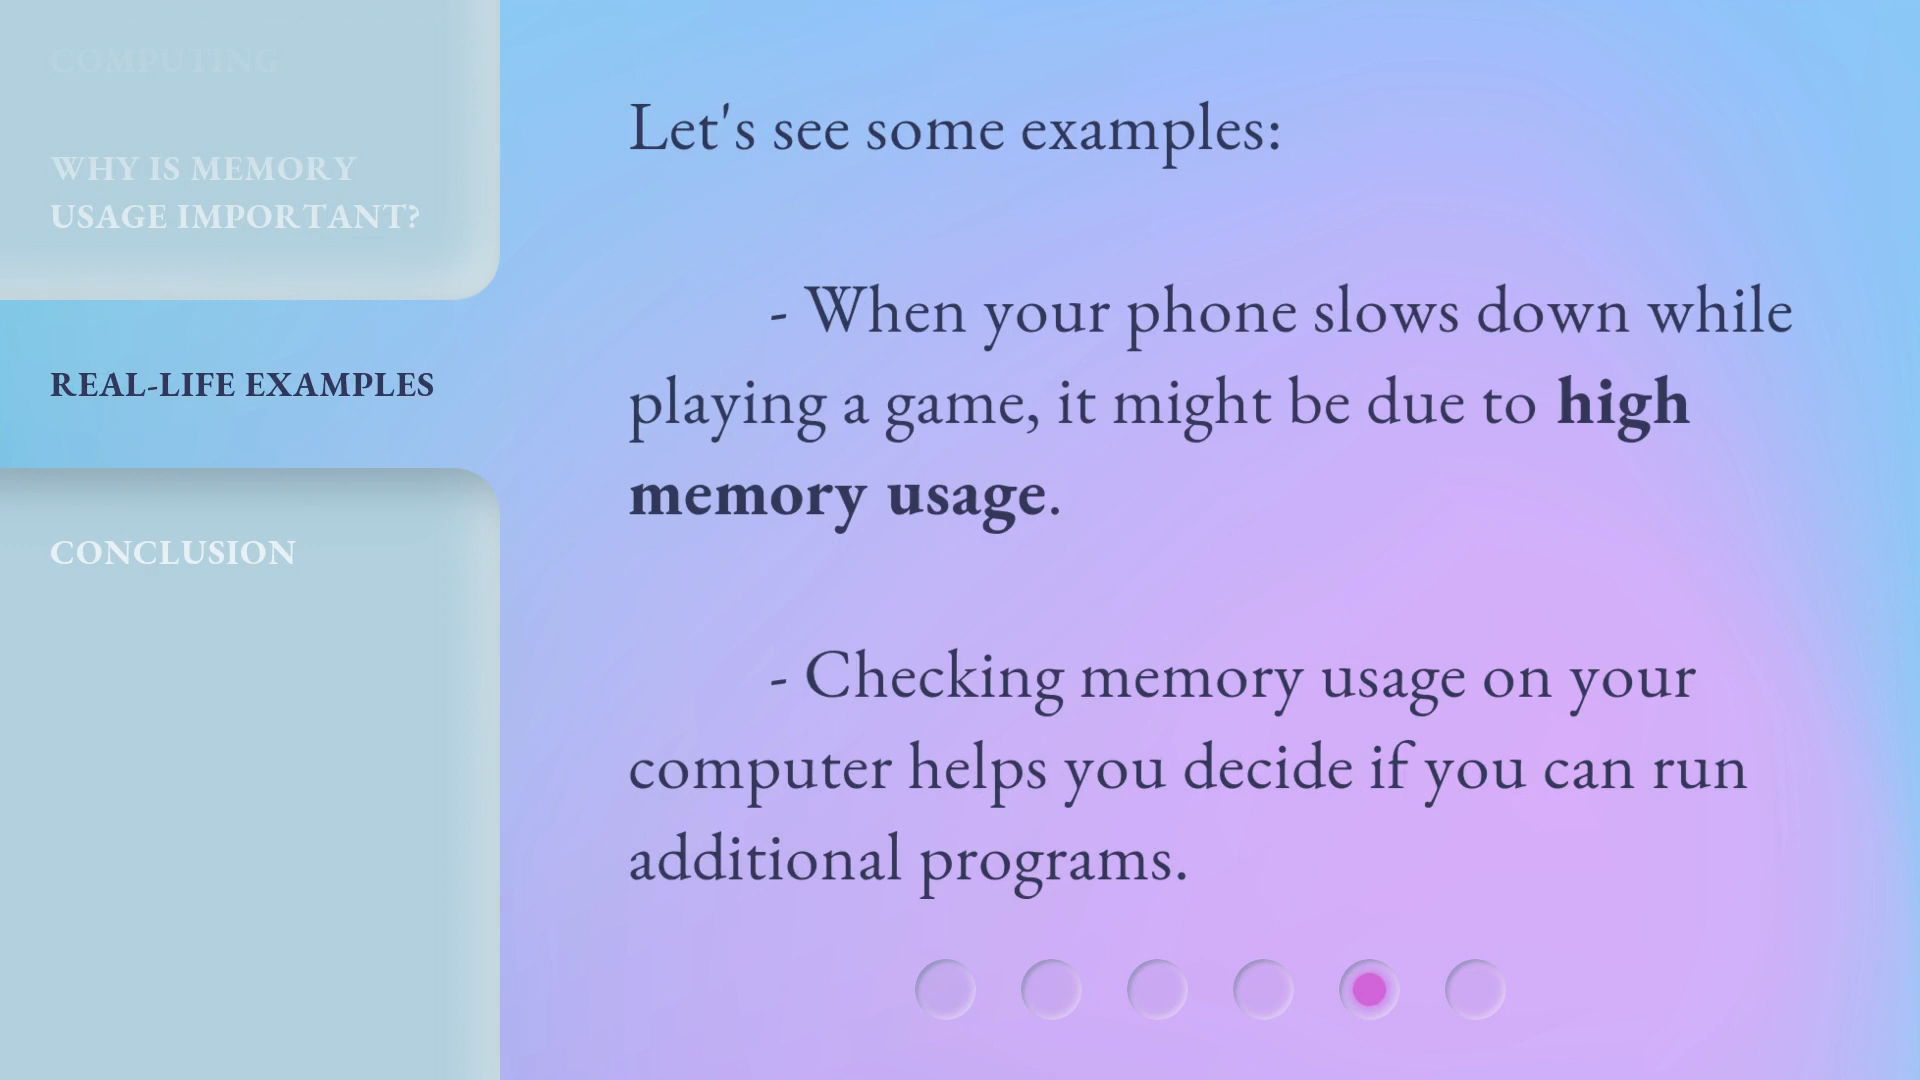 COMPUTING
WHY IS MEMORY
USAGE IMPORTANT?
REAL-LIFE EXAMPLES
CONCLUSION
Let's see some examples:
- When your phone slows down while
playing a game, it might be due to high
memory usage.
- Checking memory usage on your
computer helps you decide if you can run
additional programs.